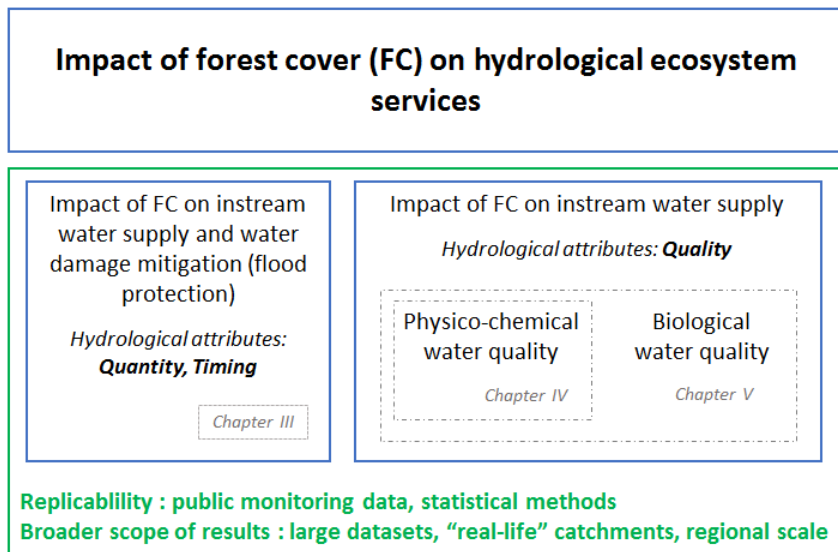 Impact of forest cover (FC) on hydrological ecosystem
services
Impact of FC on instream
water supply and water
damage mitigation (flood
protection)
Hydrological attributes:
Quantity, Timing
Chapter III
Impact of FC on instream water supply
Hydrological attributes: Quality
Physico-chemical
water quality
Chapter IV
Biological
water quality
Chapter V
Replicablility : public monitoring data, statistical methods
Broader scope of results : large datasets, “real-life” catchments, regional scale